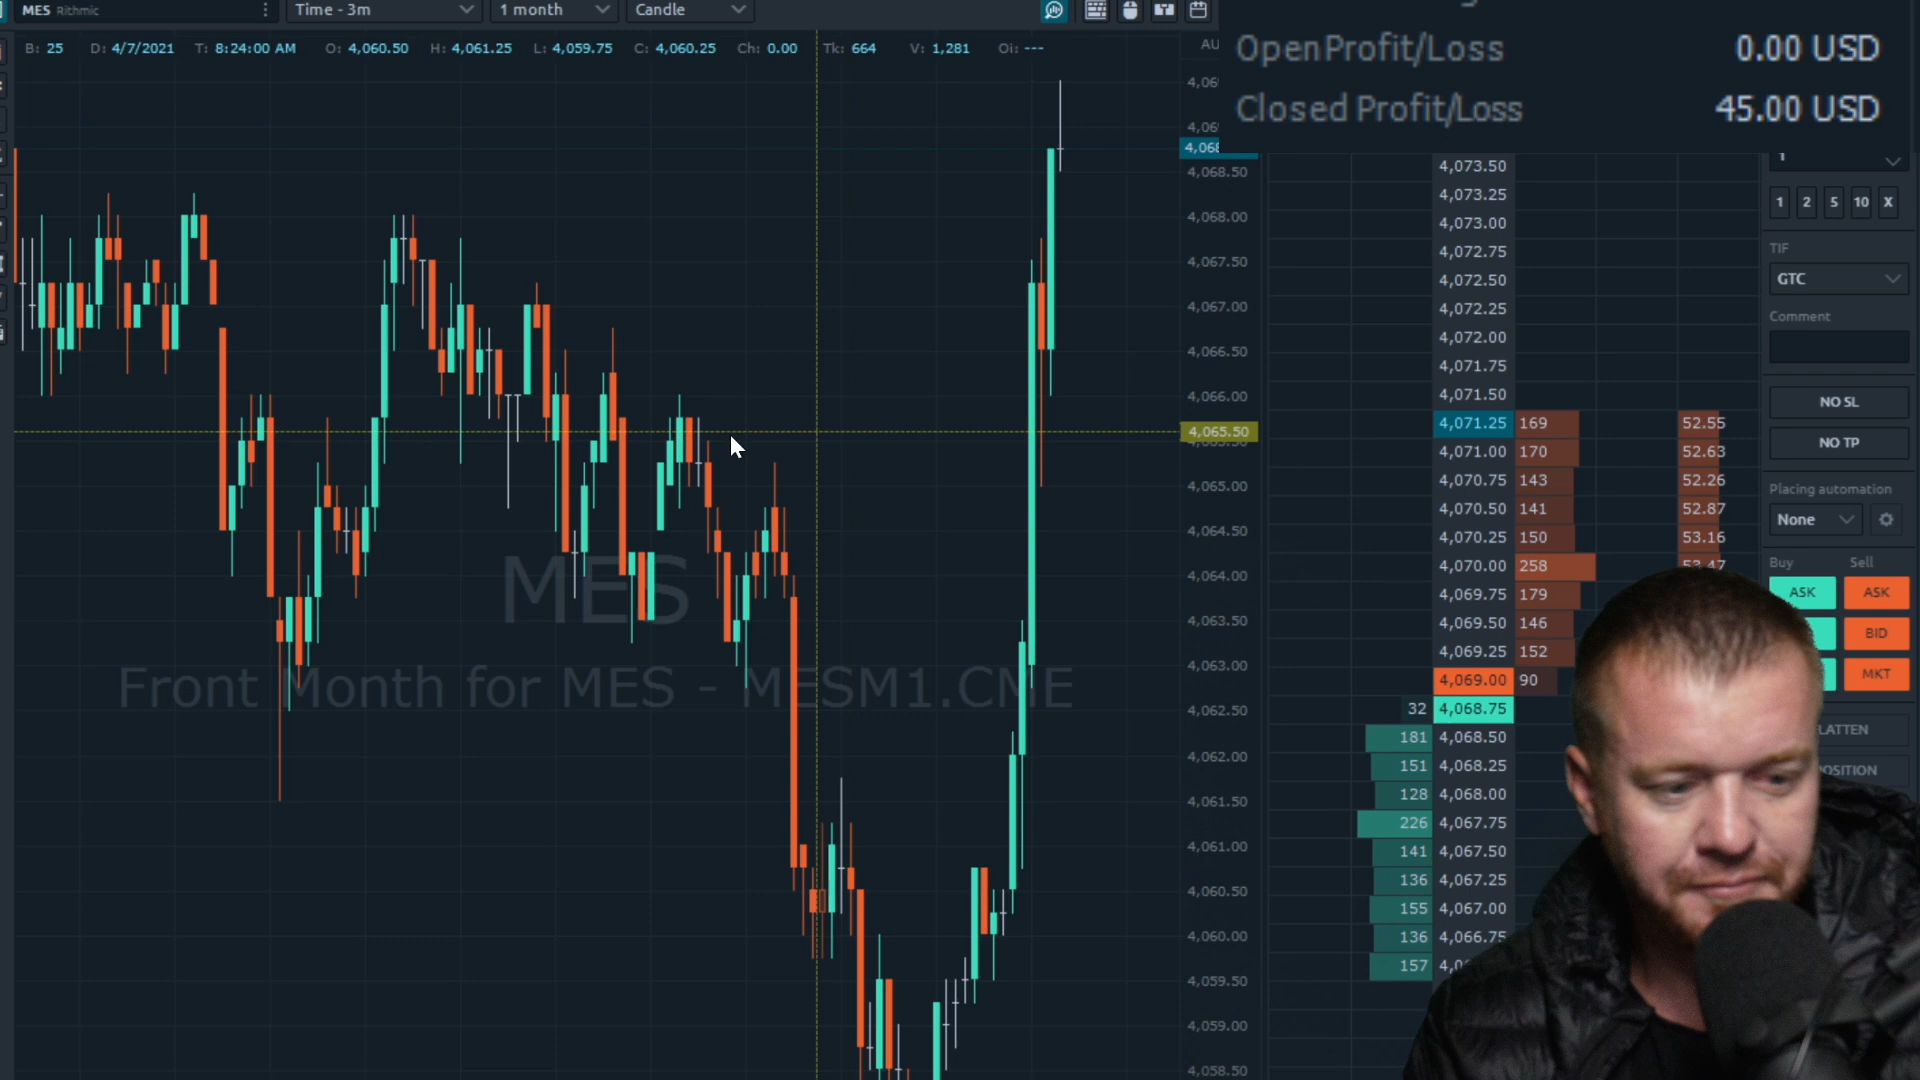 MES Rithmic
Time - 3m
1 month
Candle
B: 25 D: 4/7/2021 T: 8:24:00 AM O: 4,060.50 H: 4,061.25 L: 4,059.75 C: 4,060.25 Ch: 0.00 Tk: 664 V: 1,281 Oi: ---
OpenProfit/Loss 0.00 USD
Closed Profit/Loss 45.00 USD
4,068.50
4,068.00
4,067.50
4,067.00
4,066.50
4,066.00
4,065.50
4,065.00
4,064.50
4,064.00
4,063.50
4,063.00
4,062.50
4,062.00
4,061.50
4,061.00
4,060.50
4,060.00
4,059.50
4,059.00
4,058.50
MES
Front Month for MES - MESM1.CME
4,073.50
4,073.25
4,073.00
4,072.75
4,072.50
4,072.25
4,072.00
4,071.75
4,071.50
4,071.25 169 52.55
4,071.00 170 52.63
4,070.75 143 52.26
4,070.50 141 52.87
4,070.25 150 53.16
4,070.00 258 53.47
4,069.75 179
4,069.50 146
4,069.25 152
4,069.00 90
32 4,068.75
181 4,068.50
151 4,068.25
128 4,068.00
226 4,067.75
141 4,067.50
136 4,067.25
155 4,067.00
136 4,066.75
157
1
1 2 5 10 X
TIF
GTC
Comment
NO SL
NO TP
Placing automation
None
Buy Sell
ASK ASK
BID
MKT